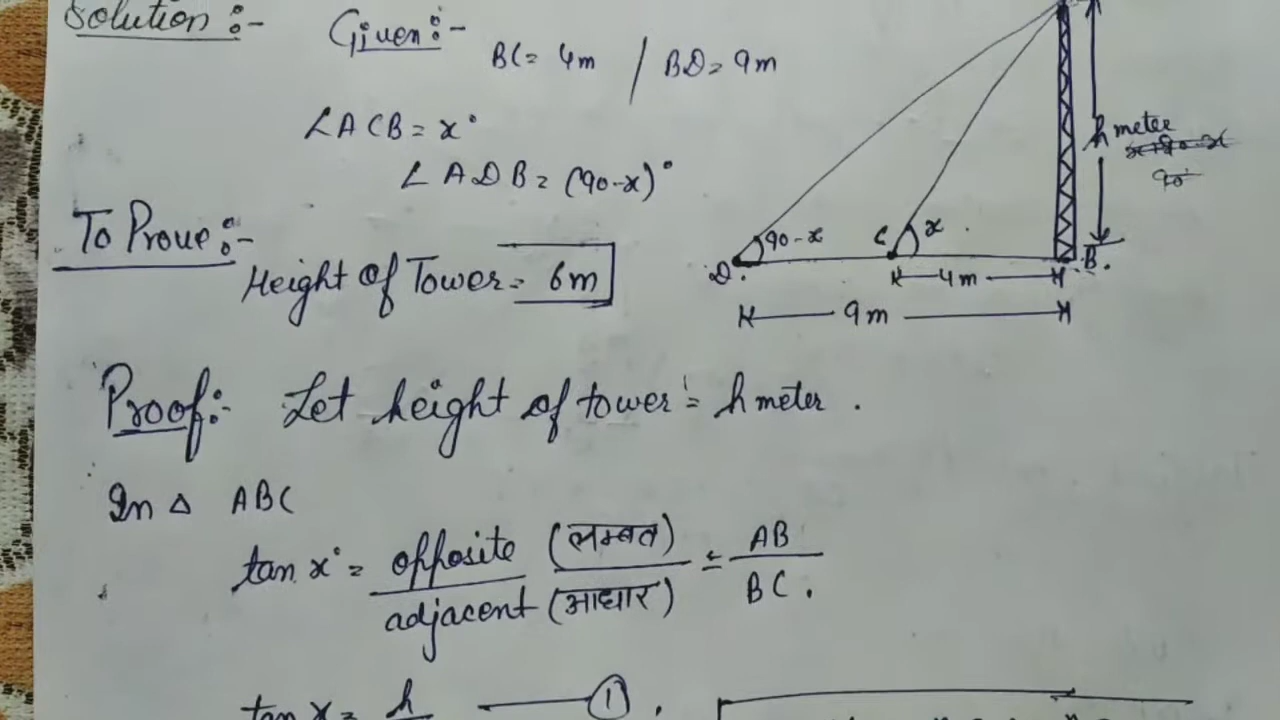 Solution :-
Given :-
BC = 4m / BD = 9m
∠ACB = x°
∠ADB = (90-x)°
To Prove :-
Height of Tower = 6m
h meter
90-x
C
x
D.
B.
4m
9m
Proof :- Let height of tower = h meter .
In △ ABC
tan x° = opposite (लम्बत) / adjacent (आधार) = AB / BC .
tan x = h ① .